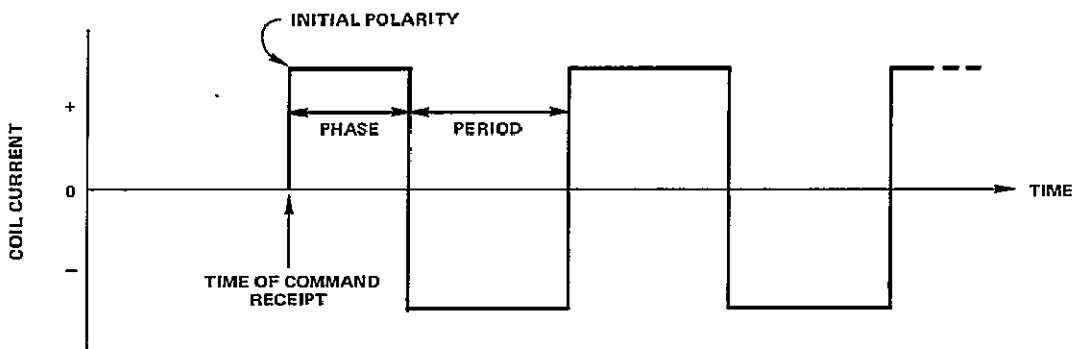 INITIAL POLARITY
COIL CURRENT
+
0
−
PHASE
PERIOD
TIME
TIME OF COMMAND
RECEIPT